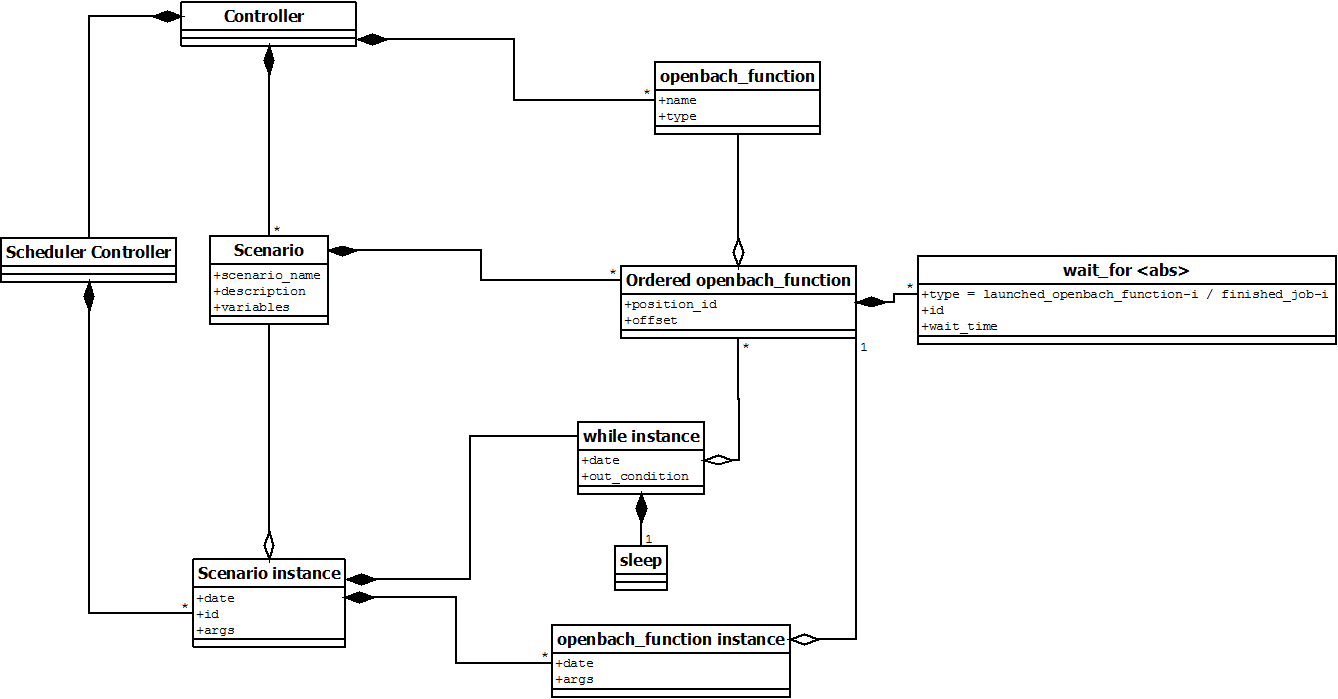 Controller
openbach_function
*
+name
+type
*
Scheduler Controller
Scenario
+scenario_name
+description
+variables
*
Ordered openbach_function
+position_id
+offset
*
wait_for <abs>
+type = launched_openbach_function-i / finished_job-i
+id
+wait_time
*
1
while instance
+date
+out_condition
1
sleep
Scenario instance
+date
+id
+args
*
openbach_function instance
*
+date
+args